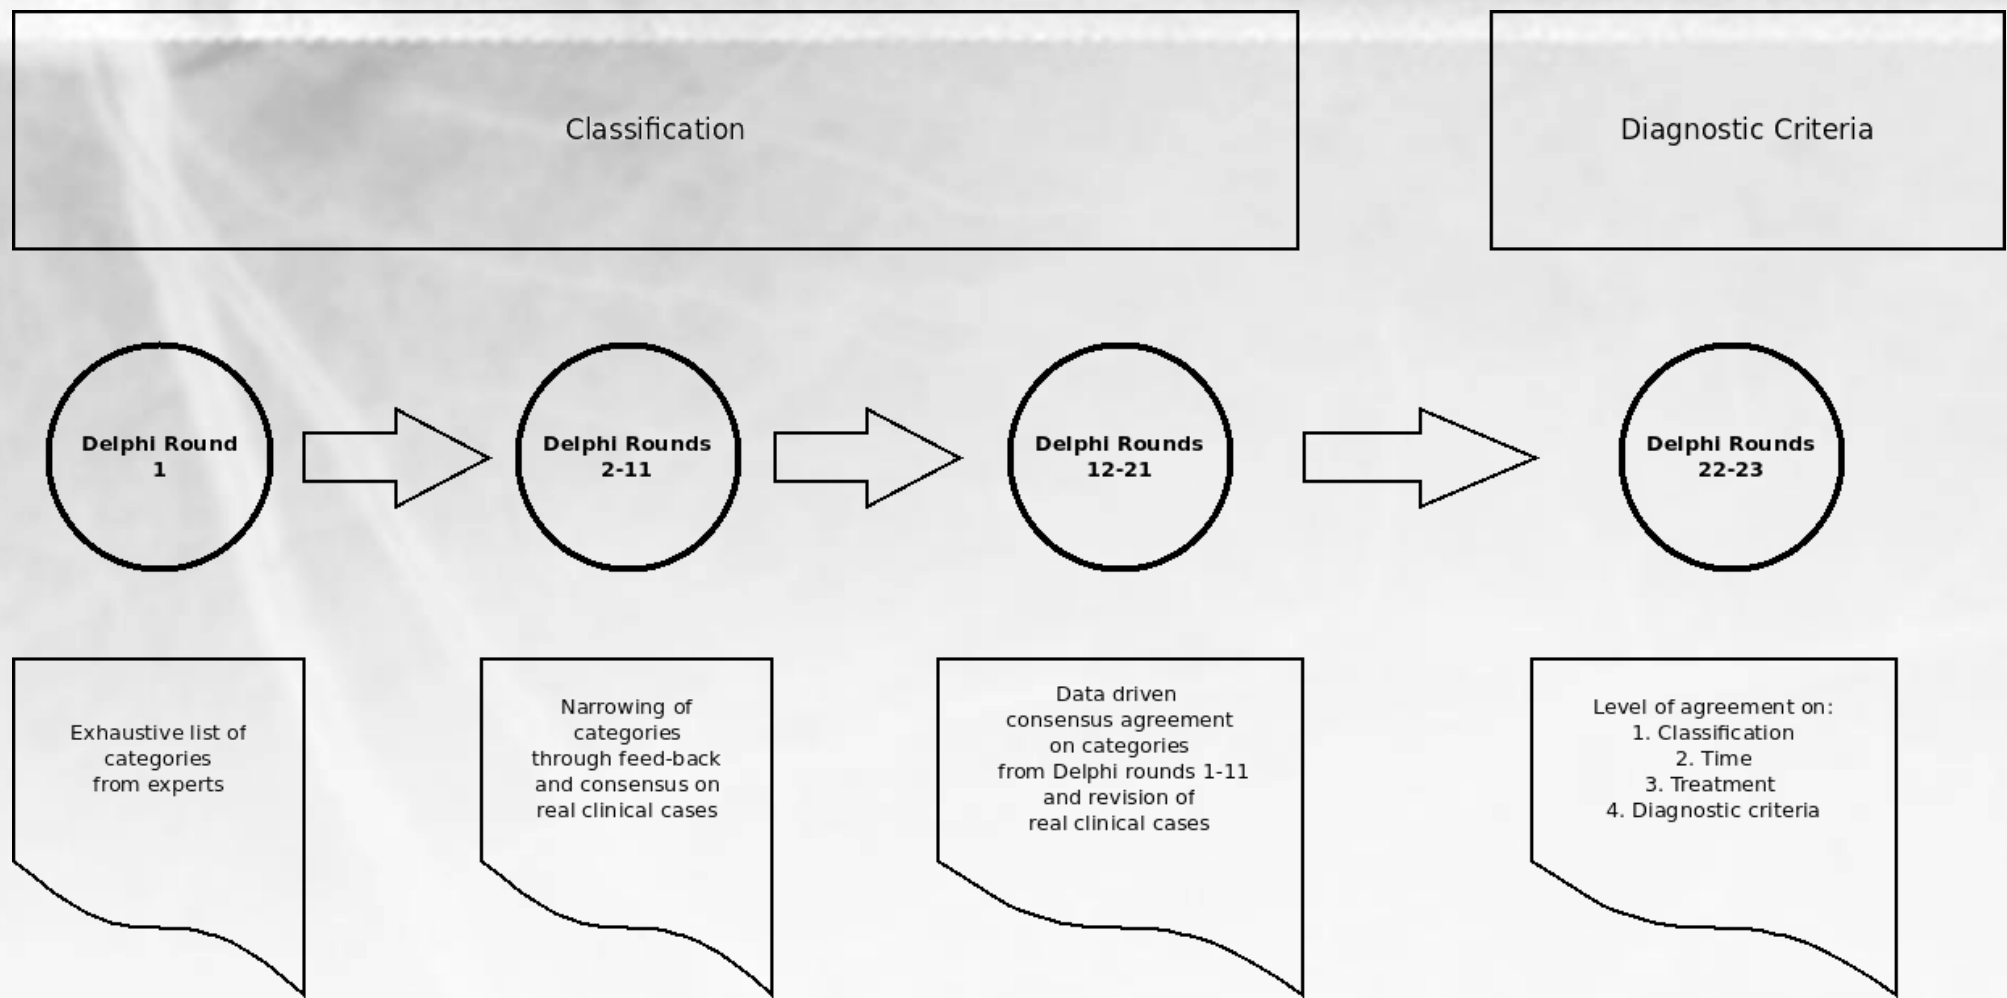 Classification
Diagnostic Criteria
Delphi Round
1
Delphi Rounds
2-11
Delphi Rounds
12-21
Delphi Rounds
22-23
Exhaustive list of
categories
from experts
Narrowing of
categories
through feed-back
and consensus on
real clinical cases
Data driven
consensus agreement
on categories
from Delphi rounds 1-11
and revision of
real clinical cases
Level of agreement on:
1. Classification
2. Time
3. Treatment
4. Diagnostic criteria